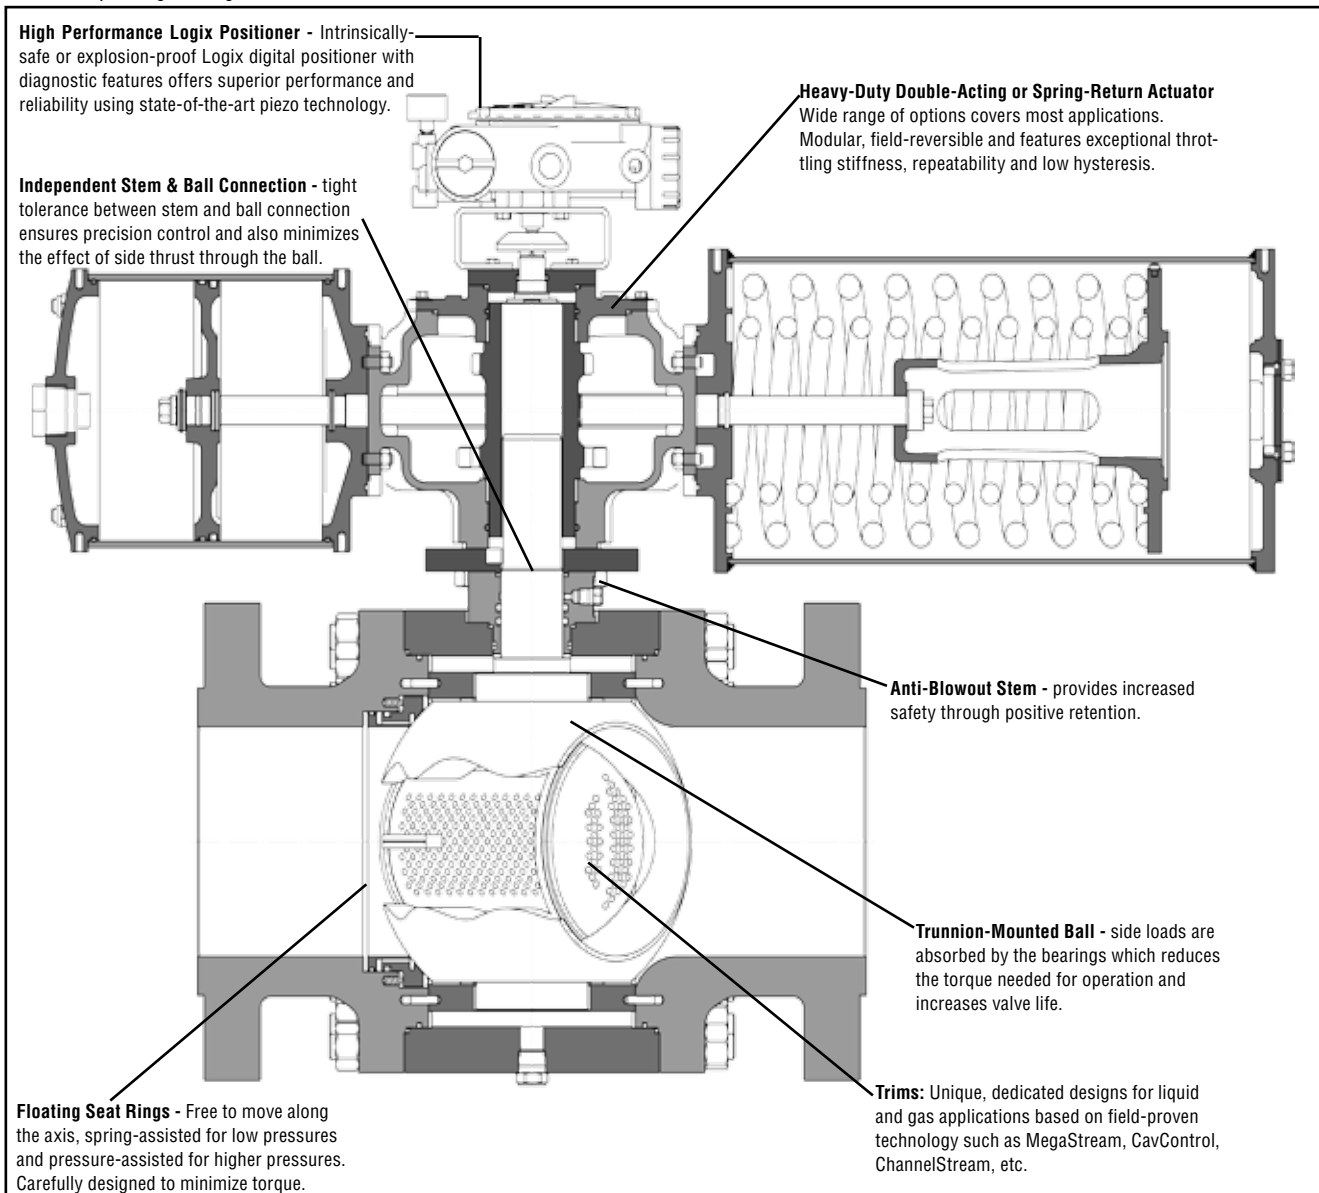 High Performance Logix Positioner - Intrinsically-
safe or explosion-proof Logix digital positioner with
diagnostic features offers superior performance and
reliability using state-of-the-art piezo technology.
Heavy-Duty Double-Acting or Spring-Return Actuator
Wide range of options covers most applications.
Modular, field-reversible and features exceptional throt-
tling stiffness, repeatability and low hysteresis.
Independent Stem & Ball Connection - tight
tolerance between stem and ball connection
ensures precision control and also minimizes
the effect of side thrust through the ball.
Anti-Blowout Stem - provides increased
safety through positive retention.
Trunnion-Mounted Ball - side loads are
absorbed by the bearings which reduces
the torque needed for operation and
increases valve life.
Trims: Unique, dedicated designs for liquid
and gas applications based on field-proven
technology such as MegaStream, CavControl,
ChannelStream, etc.
Floating Seat Rings - Free to move along
the axis, spring-assisted for low pressures
and pressure-assisted for higher pressures.
Carefully designed to minimize torque.